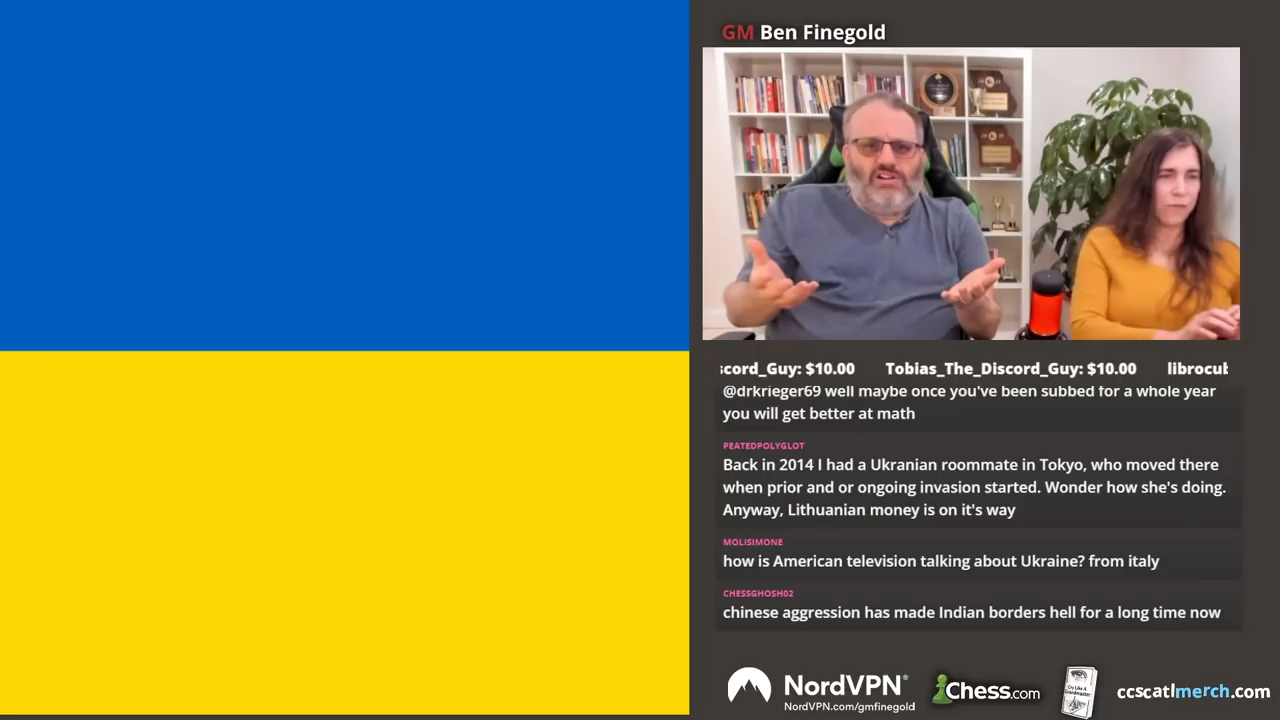 GM Ben Finegold
scord_Guy: $10.00 Tobias_The_Discord_Guy: $10.00 librocub
@drkrieger69 well maybe once you've been subbed for a whole year
you will get better at math
PEATEDPOLYGLOT
Back in 2014 I had a Ukranian roommate in Tokyo, who moved there
when prior and or ongoing invasion started. Wonder how she's doing.
Anyway, Lithuanian money is on it's way
MOLISIMONE
how is American television talking about Ukraine? from italy
CHESSGHOSH02
chinese aggression has made Indian borders hell for a long time now
NordVPN®
NordVPN.com/gmfinegold
Chess.com
Cry Like A
Grandmaster
ccscatlmerch.com